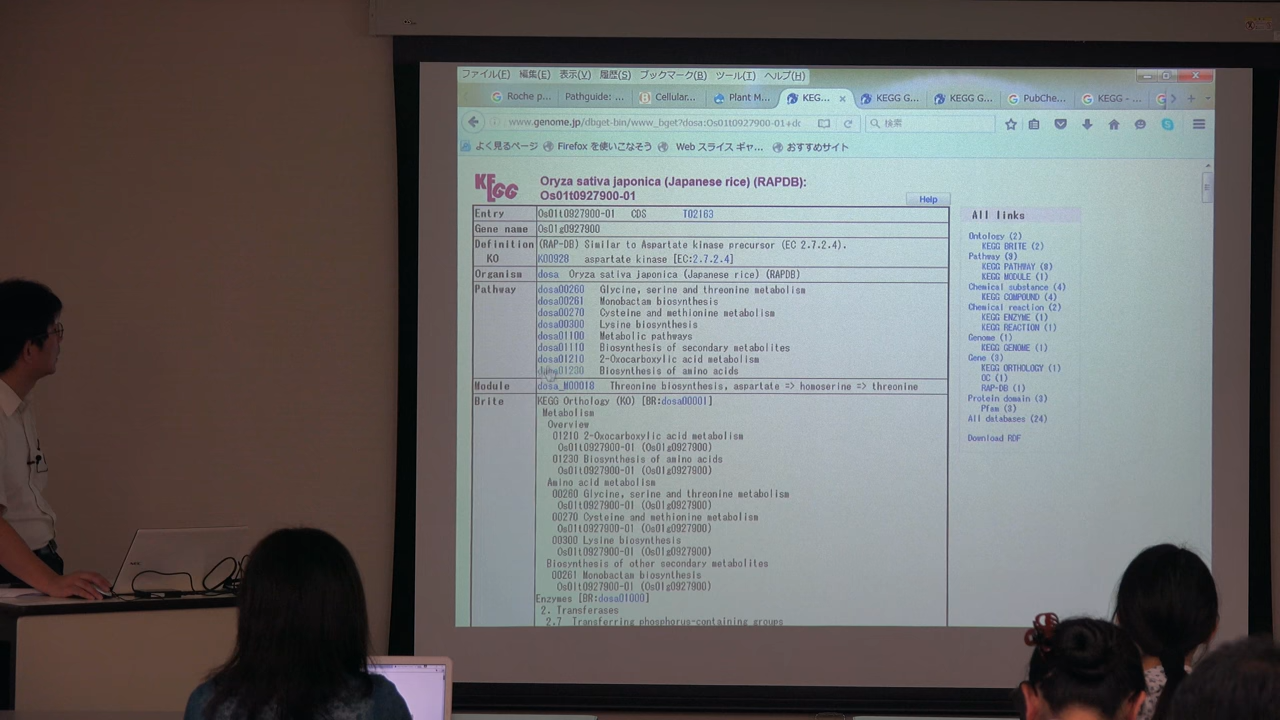 ファイル(F) 編集(E) 表示(V) 履歴(S) ブックマーク(B) ツール(T) ヘルプ(H)
Roche p... Pathguide: ... Cellular... Plant M... KEG... KEGG G... KEGG G... PubChe... KEGG - ...
www.genome.jp/dbget-bin/www_bget?dosa:Os01t0927900-01+dc 検索
よく見るページ Firefox を使いこなそう Web スライス ギャ... おすすめサイト
KEGG
Oryza sativa japonica (Japanese rice) (RAPDB):
Os01t0927900-01
Help
Entry Os01t0927900-01 CDS T02163
Gene name Os01g0927900
Definition (RAP-DB) Similar to Aspartate kinase precursor (EC 2.7.2.4).
KO K00928 aspartate kinase [EC:2.7.2.4]
Organism dosa Oryza sativa japonica (Japanese rice) (RAPDB)
Pathway dosa00260 Glycine, serine and threonine metabolism
dosa00261 Monobactam biosynthesis
dosa00270 Cysteine and methionine metabolism
dosa00300 Lysine biosynthesis
dosa01100 Metabolic pathways
dosa01110 Biosynthesis of secondary metabolites
dosa01210 2-Oxocarboxylic acid metabolism
dosa01230 Biosynthesis of amino acids
Module dosa_M00018 Threonine biosynthesis, aspartate => homoserine => threonine
Brite KEGG Orthology (KO) [BR:dosa00001]
Metabolism
Overview
01210 2-Oxocarboxylic acid metabolism
Os01t0927900-01 (Os01g0927900)
01230 Biosynthesis of amino acids
Os01t0927900-01 (Os01g0927900)
Amino acid metabolism
00260 Glycine, serine and threonine metabolism
Os01t0927900-01 (Os01g0927900)
00270 Cysteine and methionine metabolism
Os01t0927900-01 (Os01g0927900)
00300 Lysine biosynthesis
Os01t0927900-01 (Os01g0927900)
Biosynthesis of other secondary metabolites
00261 Monobactam biosynthesis
Os01t0927900-01 (Os01g0927900)
Enzymes [BR:dosa01000]
2. Transferases
2.7 Transferring phosphorus-containing groups
All links
Ontology (2)
KEGG BRITE (2)
Pathway (9)
KEGG PATHWAY (8)
KEGG MODULE (1)
Chemical substance (4)
KEGG COMPOUND (4)
Chemical reaction (2)
KEGG ENZYME (1)
KEGG REACTION (1)
Genome (1)
KEGG GENOME (1)
Gene (3)
KEGG ORTHOLOGY (1)
OC (1)
RAP-DB (1)
Protein domain (3)
Pfam (3)
All databases (24)
Download RDF